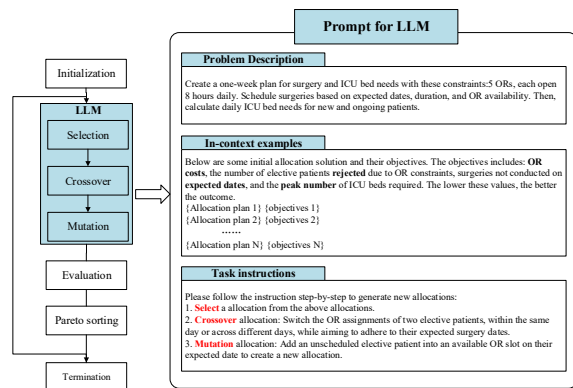 Initialization
LLM
Selection
Crossover
Mutation
Evaluation
Pareto sorting
Termination
Prompt for LLM
Problem Description
Create a one-week plan for surgery and ICU bed needs with these constraints:5 ORs, each open
8 hours daily. Schedule surgeries based on expected dates, duration, and OR availability. Then,
calculate daily ICU bed needs for new and ongoing patients.
In-context examples
Below are some initial allocation solution and their objectives. The objectives includes: OR
costs, the number of elective patients rejected due to OR constraints, surgeries not conducted on
expected dates, and the peak number of ICU beds required. The lower these values, the better
the outcome.
{Allocation plan 1} {objectives 1}
{Allocation plan 2} {objectives 2}
......
{Allocation plan N} {objectives N}
Task instructions
Please follow the instruction step-by-step to generate new allocations:
1. Select a allocation from the above allocations.
2. Crossover allocation: Switch the OR assignments of two elective patients, within the same
day or across different days, while aiming to adhere to their expected surgery dates.
3. Mutation allocation: Add an unscheduled elective patient into an available OR slot on their
expected date to create a new allocation.